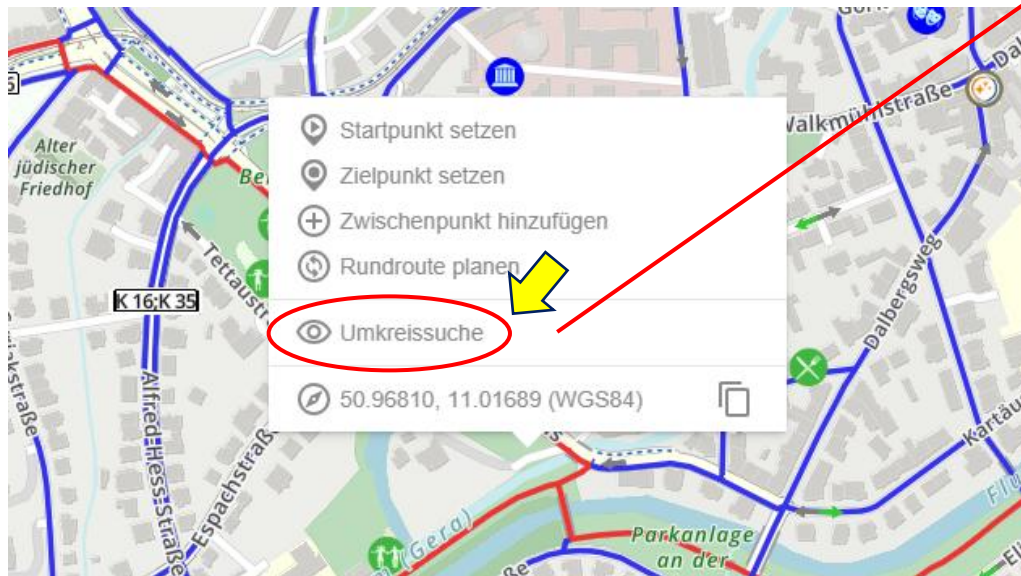 Alter
jüdischer
Friedhof
Startpunkt setzen
Zielpunkt setzen
Zwischenpunkt hinzufügen
Rundroute planen
Umkreissuche
50.96810, 11.01689 (WGS84)
K 16;K 35
Alfred-Hess-Straße
Espachstraß
Tettaustr
Walkmühlstraße
Dalbergsweg
Kartäu
(Gera)
Parkanlage
an der